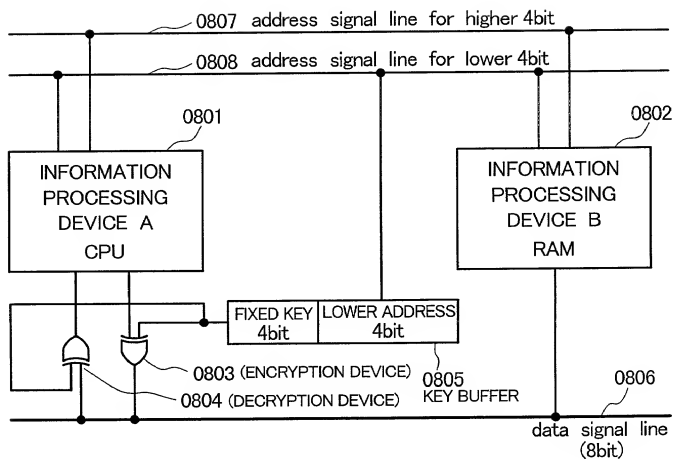 0807 address signal line for higher 4bit
0808 address signal line for lower 4bit
0801
0802
INFORMATION
PROCESSING
DEVICE A
CPU
INFORMATION
PROCESSING
DEVICE B
RAM
FIXED KEY
4bit
LOWER ADDRESS
4bit
0803 (ENCRYPTION DEVICE)
0804 (DECRYPTION DEVICE)
0805
KEY BUFFER
0806
data signal line
(8bit)